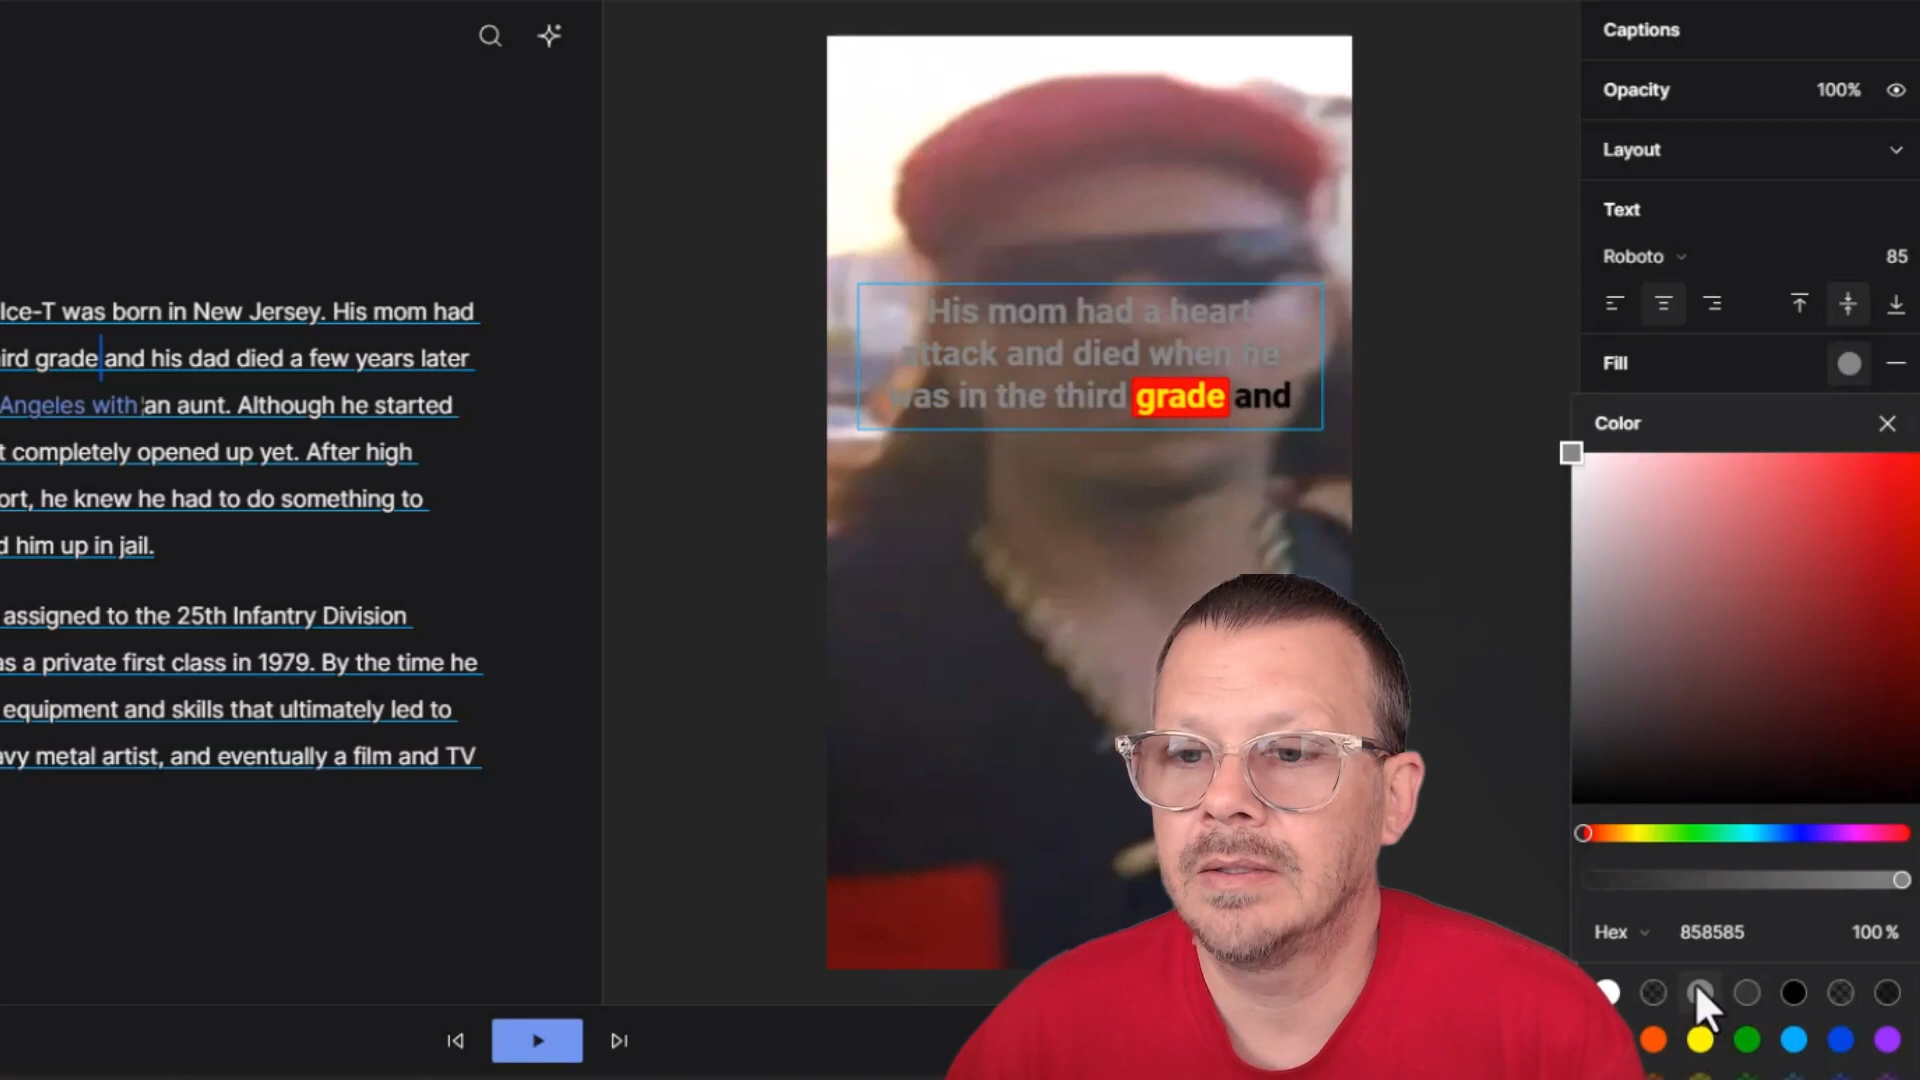 Ice-T was born in New Jersey. His mom had
ird grade and his dad died a few years later
Angeles with an aunt. Although he started
t completely opened up yet. After high
ort, he knew he had to do something to
d him up in jail.
assigned to the 25th Infantry Division
as a private first class in 1979. By the time he
equipment and skills that ultimately led to
avy metal artist, and eventually a film and TV
His mom had a heart
attack and died when he
was in the third grade and
Captions
Opacity 100%
Layout
Text
Roboto 85
Fill
Color
Hex 858585 100%